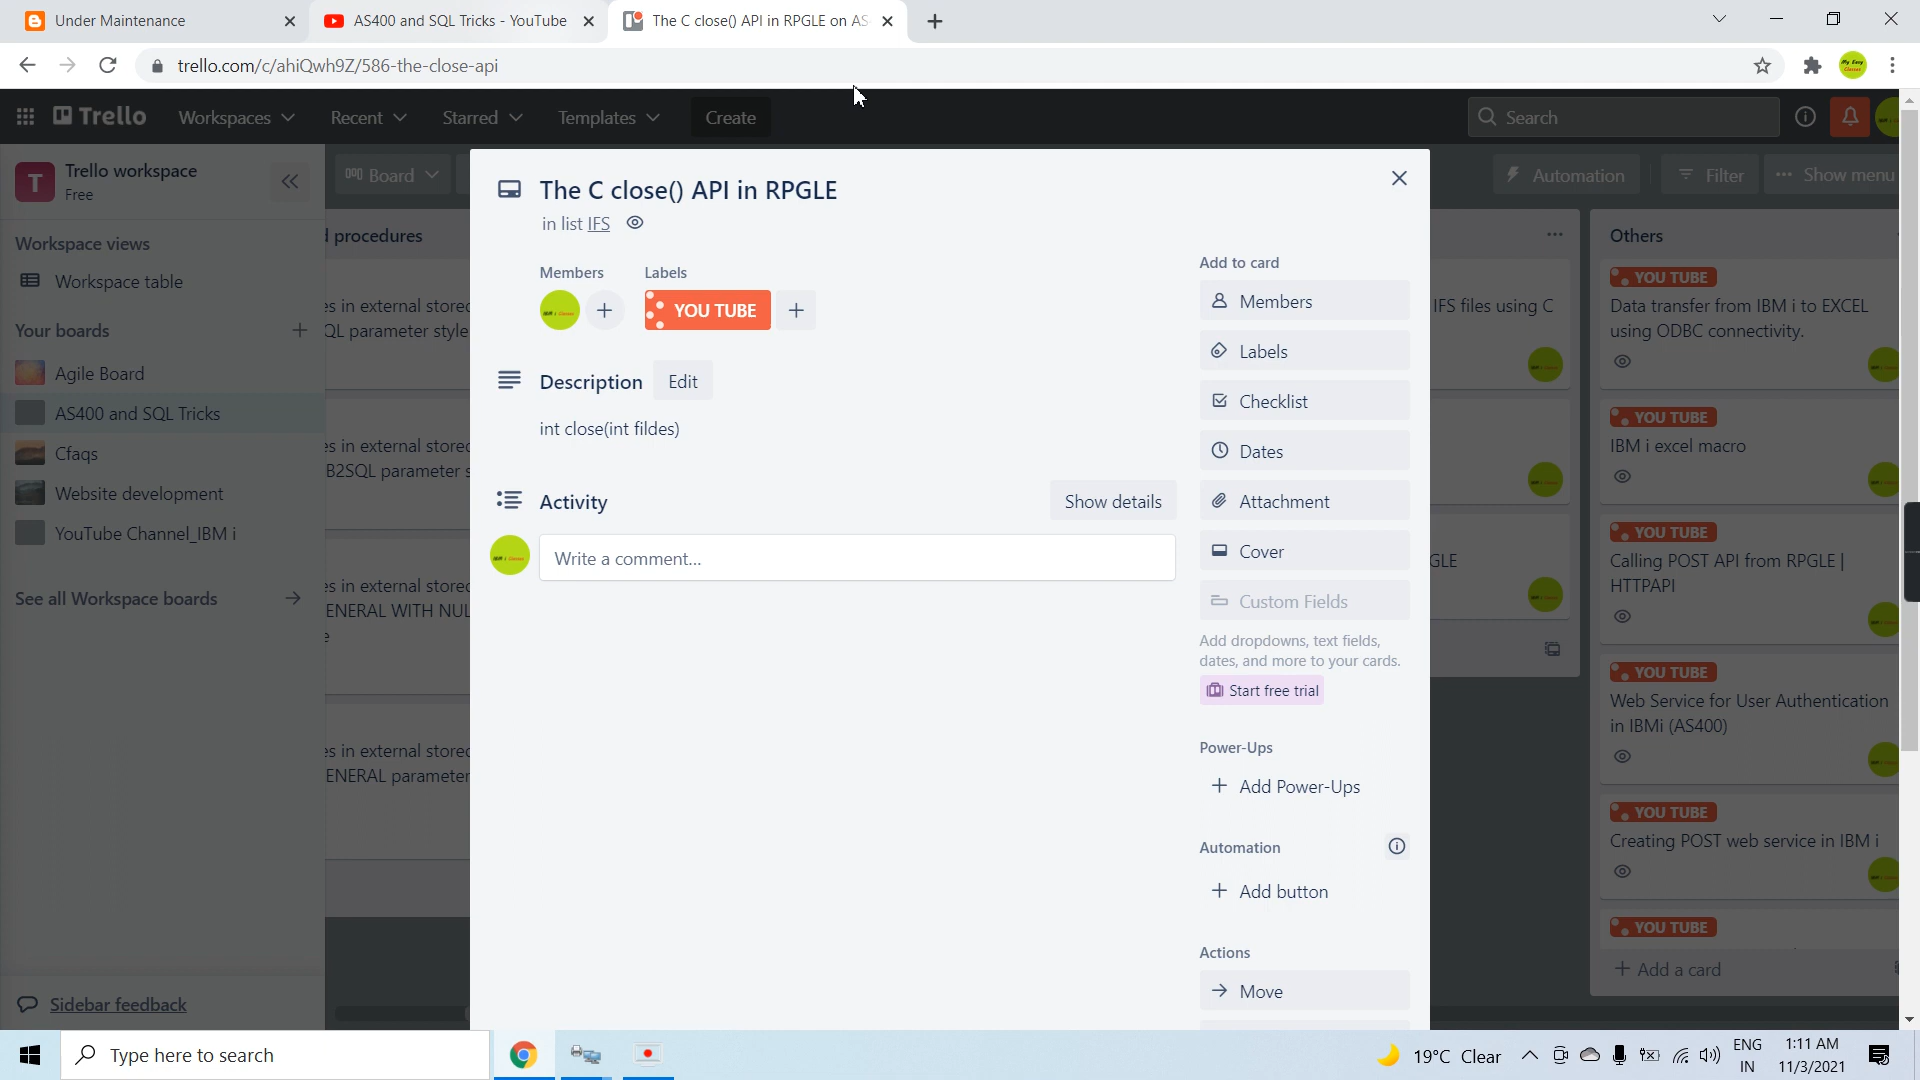 Under Maintenance
AS400 and SQL Tricks - YouTube
The C close() API in RPGLE on AS
trello.com/c/ahiQwh9Z/586-the-close-api
Trello
Workspaces
Recent
Starred
Templates
Create
Search
T
Trello workspace
Free
Board
Automation
Filter
Show menu
Workspace views
Workspace table
Your boards
Agile Board
AS400 and SQL Tricks
Cfaqs
Website development
YouTube Channel_IBM i
See all Workspace boards
Sidebar feedback
procedures
es in external stored
QL parameter style
es in external stored
B2SQL parameter s
es in external stored
ENERAL WITH NUL
e
es in external stored
ENERAL parameter
The C close() API in RPGLE
in list IFS
Members
Labels
YOU TUBE
Description
Edit
int close(int fildes)
Activity
Show details
Write a comment...
Add to card
Members
Labels
Checklist
Dates
Attachment
Cover
Custom Fields
Add dropdowns, text fields,
dates, and more to your cards.
Start free trial
Power-Ups
Add Power-Ups
Automation
Add button
Actions
Move
IFS files using C
GLE
Others
YOU TUBE
Data transfer from IBM i to EXCEL
using ODBC connectivity.
YOU TUBE
IBM i excel macro
YOU TUBE
Calling POST API from RPGLE |
HTTPAPI
YOU TUBE
Web Service for User Authentication
in IBMi (AS400)
YOU TUBE
Creating POST web service in IBM i
YOU TUBE
Add a card
Type here to search
19°C Clear
ENG
IN
1:11 AM
11/3/2021